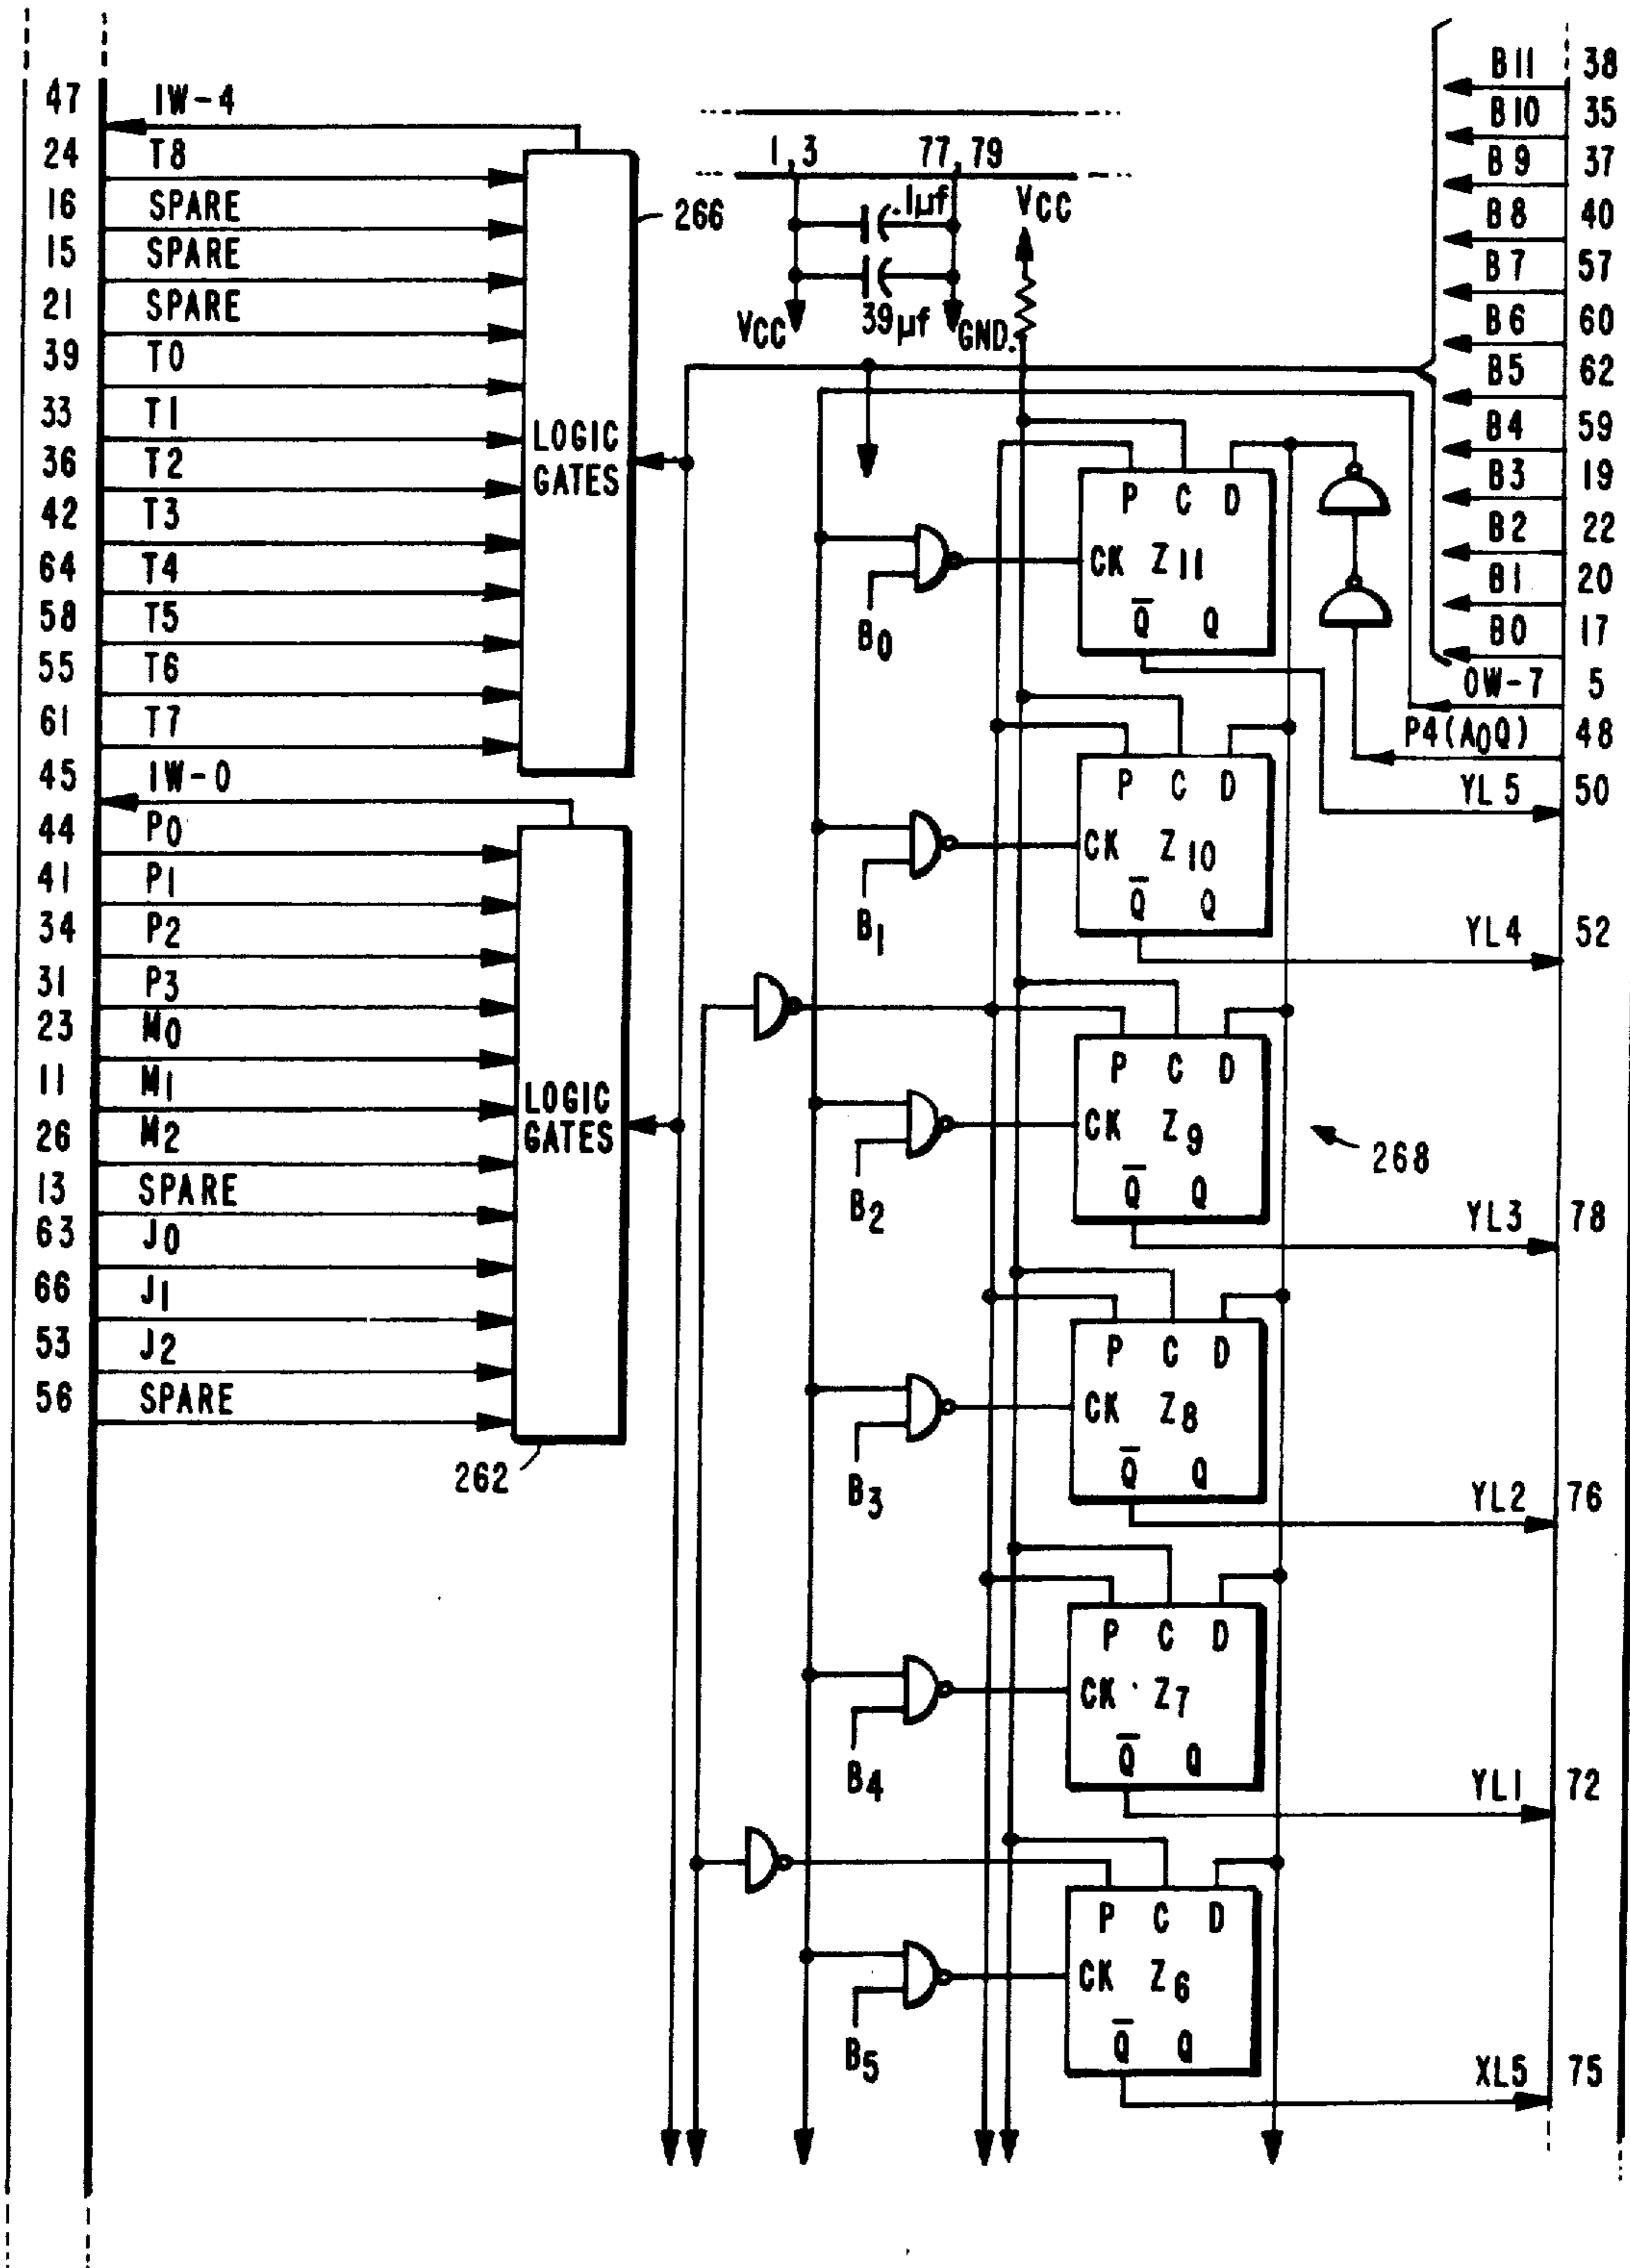 47 IW-4
24 T8
16 SPARE
15 SPARE
21 SPARE
39 T0
33 T1
36 T2
42 T3
64 T4
58 T5
55 T6
61 T7
45 IW-0
44 P0
41 P1
34 P2
31 P3
23 M0
11 M1
26 M2
13 SPARE
63 J0
66 J1
53 J2
56 SPARE
LOGIC
GATES
266
LOGIC
GATES
262
1,3 77,79
.1µf
39µf
VCC
GND.
VCC
P C D
CK Z11
Q̅ Q
B0
P C D
CK Z10
Q̅ Q
B1
P C D
CK Z9
Q̅ Q
B2
268
P C D
CK Z8
Q̅ Q
B3
P C D
CK Z7
Q̅ Q
B4
P C D
CK Z6
Q̅ Q
B5
B11 38
B10 35
B9 37
B8 40
B7 57
B6 60
B5 62
B4 59
B3 19
B2 22
B1 20
B0 17
OW-7 5
P4(A0Q) 48
YL5 50
YL4 52
YL3 78
YL2 76
YL1 72
XL5 75